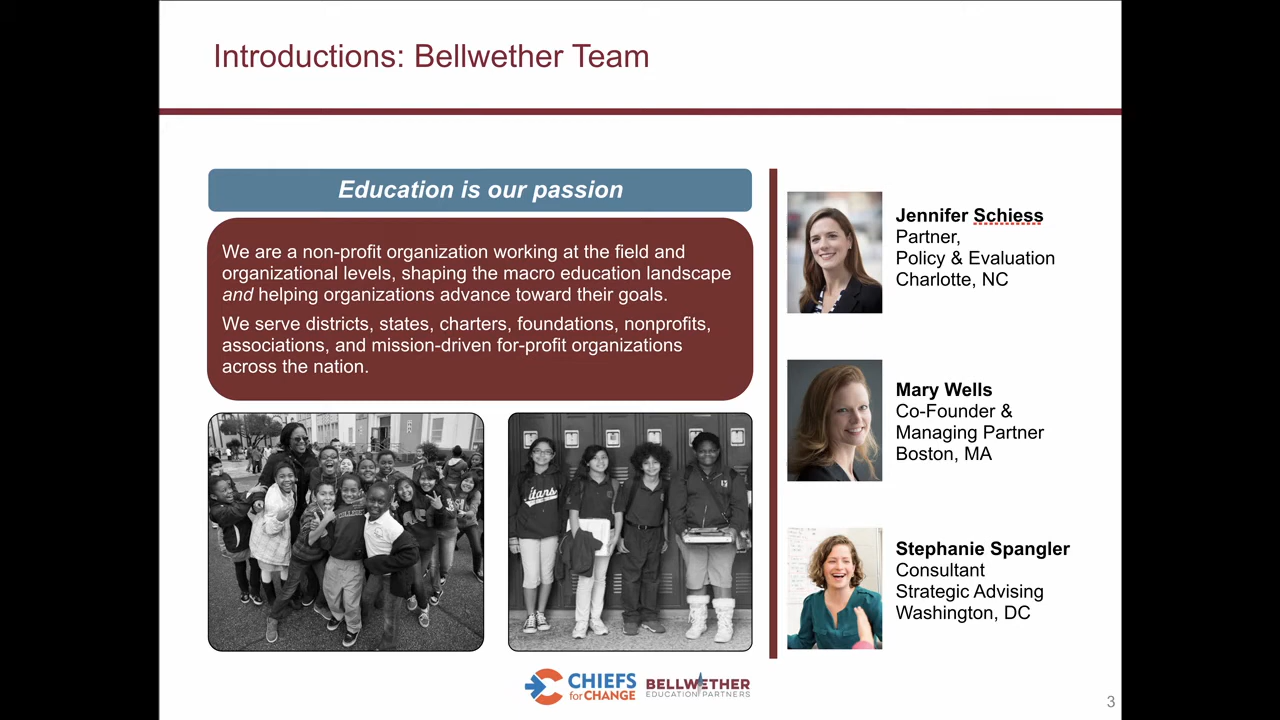 Introductions: Bellwether Team
Education is our passion
We are a non-profit organization working at the field and
organizational levels, shaping the macro education landscape
and helping organizations advance toward their goals.
We serve districts, states, charters, foundations, nonprofits,
associations, and mission-driven for-profit organizations
across the nation.
Jennifer Schiess
Partner,
Policy & Evaluation
Charlotte, NC
Mary Wells
Co-Founder &
Managing Partner
Boston, MA
Stephanie Spangler
Consultant
Strategic Advising
Washington, DC
titans
COLLEGE
CHIEFS
for CHANGE
BELLWETHER
EDUCATION PARTNERS
3